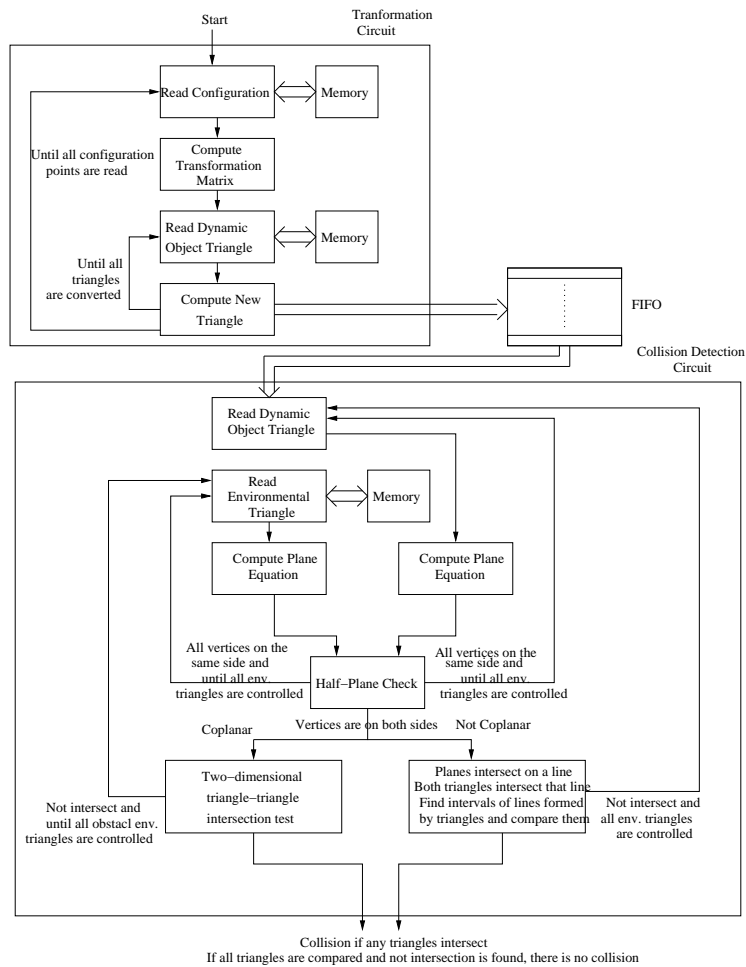 Tranformation
Circuit
Start
Read Configuration
Memory
Until all configuration
points are read
Compute
Transformation
Matrix
Read Dynamic
Object Triangle
Memory
Until all
triangles
are converted
Compute New
Triangle
FIFO
Collision Detection
Circuit
Read Dynamic
Object Triangle
Read
Environmental
Triangle
Memory
Compute Plane
Equation
Compute Plane
Equation
All vertices on the
same side and
until all env.
triangles are controlled
Half−Plane Check
All vertices on the
same side and
until all env.
triangles are controlled
Coplanar
Vertices are on both sides
Not Coplanar
Two−dimensional
triangle−triangle
intersection test
Planes intersect on a line
Both triangles intersect that line
Find intervals of lines formed
by triangles and compare them
Not intersect and
until all obstacl env.
triangles are controlled
Not intersect and
all env. triangles
are controlled
Collision if any triangles intersect
If all triangles are compared and not intersection is found, there is no collision